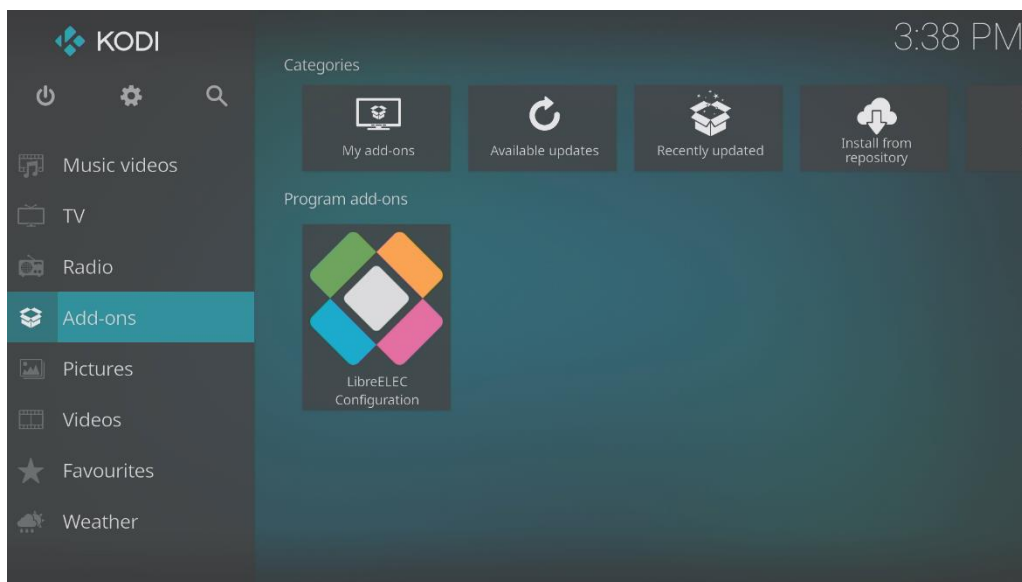 KODI
3:38 PM
Categories
My add-ons
Available updates
Recently updated
Install from
repository
Music videos
TV
Radio
Add-ons
Pictures
Videos
Favourites
Weather
Program add-ons
LibreELEC
Configuration